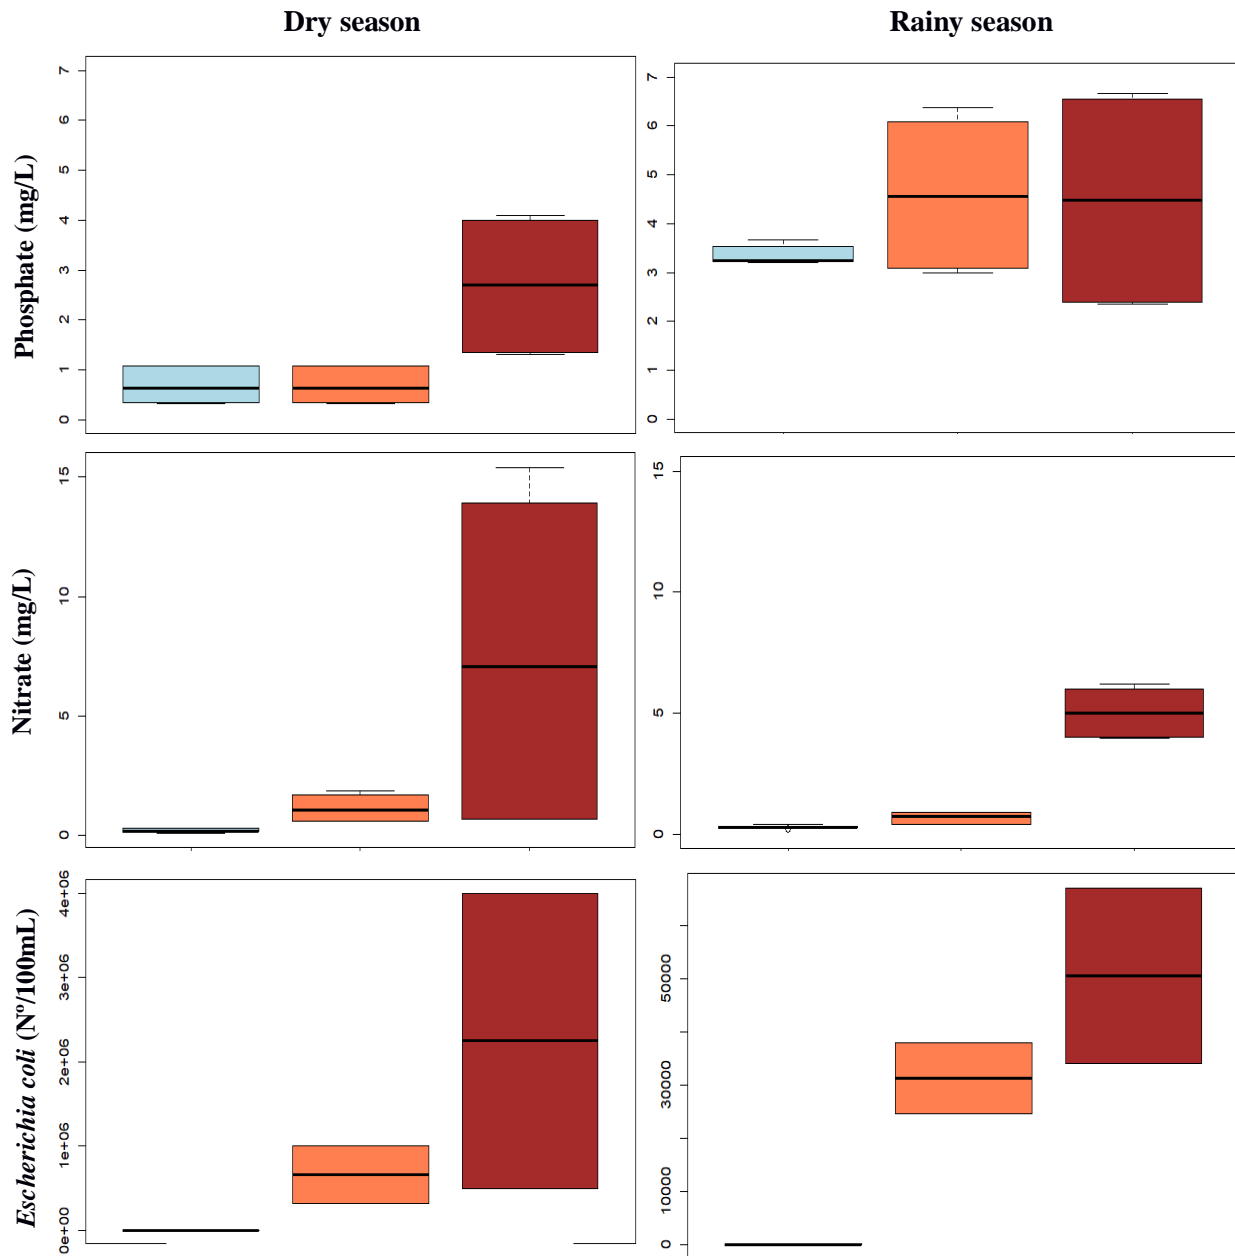 Dry season
Rainy season
Phosphate (mg/L)
7
6
5
4
3
2
1
0
7
6
5
4
3
2
1
0
Nitrate (mg/L)
15
10
5
0
15
10
5
0
Escherichia coli (Nº/100mL)
4e+06
3e+06
2e+06
1e+06
0e+00
50000
30000
10000
0